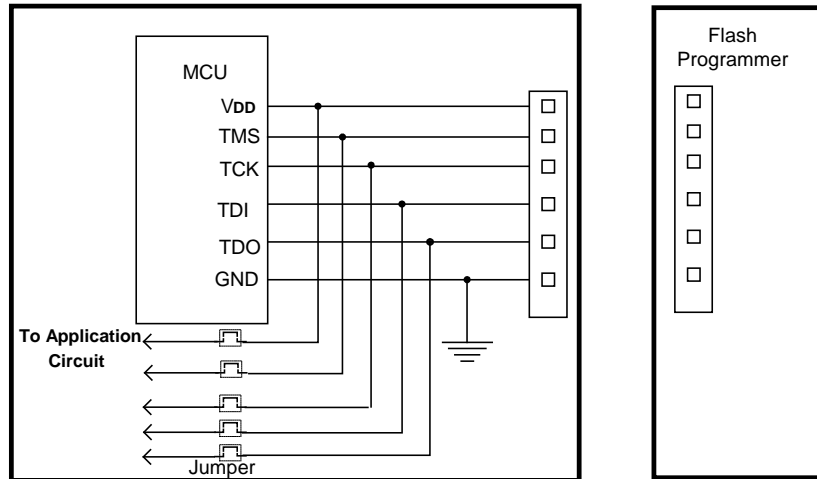 MCU
VDD
TMS
TCK
TDI
TDO
GND
To Application
Circuit
Jumper
Flash
Programmer